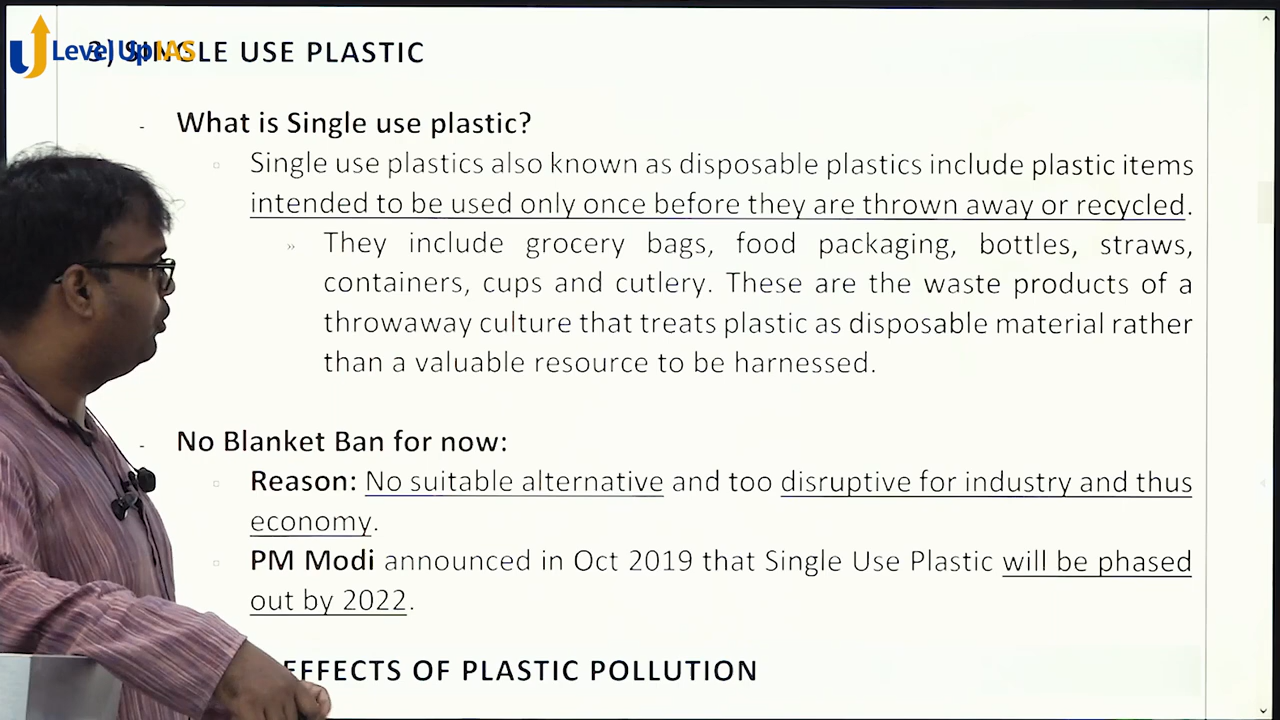 Level Up IAS
3) SINGLE USE PLASTIC
- What is Single use plastic?
Single use plastics also known as disposable plastics include plastic items
intended to be used only once before they are thrown away or recycled.
» They include grocery bags, food packaging, bottles, straws,
containers, cups and cutlery. These are the waste products of a
throwaway culture that treats plastic as disposable material rather
than a valuable resource to be harnessed.
- No Blanket Ban for now:
Reason: No suitable alternative and too disruptive for industry and thus
economy.
PM Modi announced in Oct 2019 that Single Use Plastic will be phased
out by 2022.
EFFECTS OF PLASTIC POLLUTION